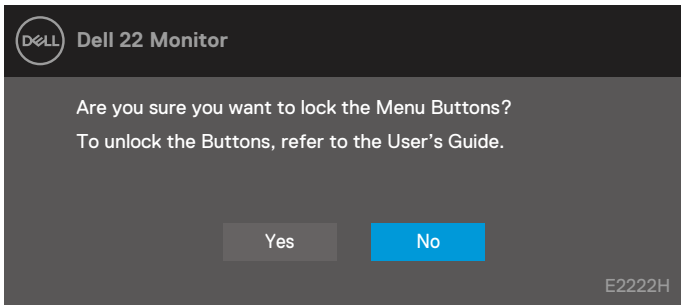 DELL Dell 22 Monitor
Are you sure you want to lock the Menu Buttons?
To unlock the Buttons, refer to the User’s Guide.
Yes No
E2222H